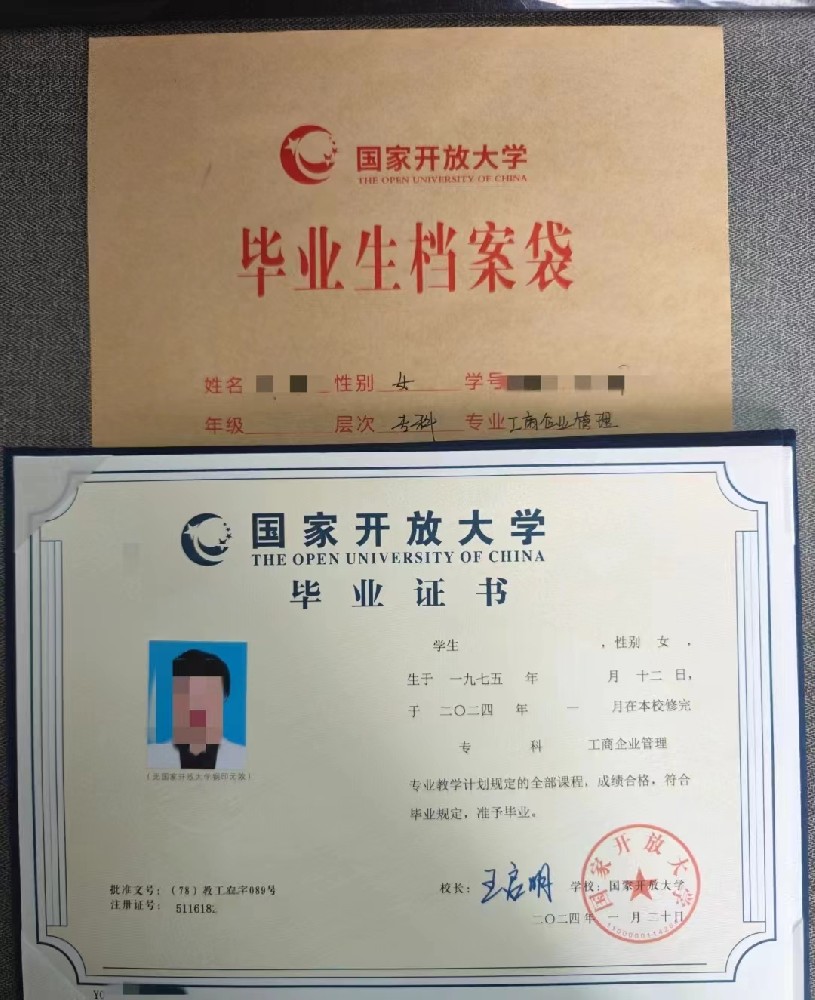 国家开放大学
THE OPEN UNIVERSITY OF CHINA
毕业生档案袋
姓名 性别 女 学号
年级 层次 专科 专业 工商企业管理
国家开放大学
THE OPEN UNIVERSITY OF CHINA
毕业证书
学生 ，性别 女 ，
生于 一九七五 年 月 十二 日，
于 二〇二四 年 一 月在本校修完
专 科 工商企业管理
专业教学计划规定的全部课程，成绩合格，符合
毕业规定，准予毕业。
批准文号：（78）教工农字089号
注册证号： 511618
校长： 王启明 学校：国家开放大学
二〇二四年 一 月 二十日
国家开放大学
YC